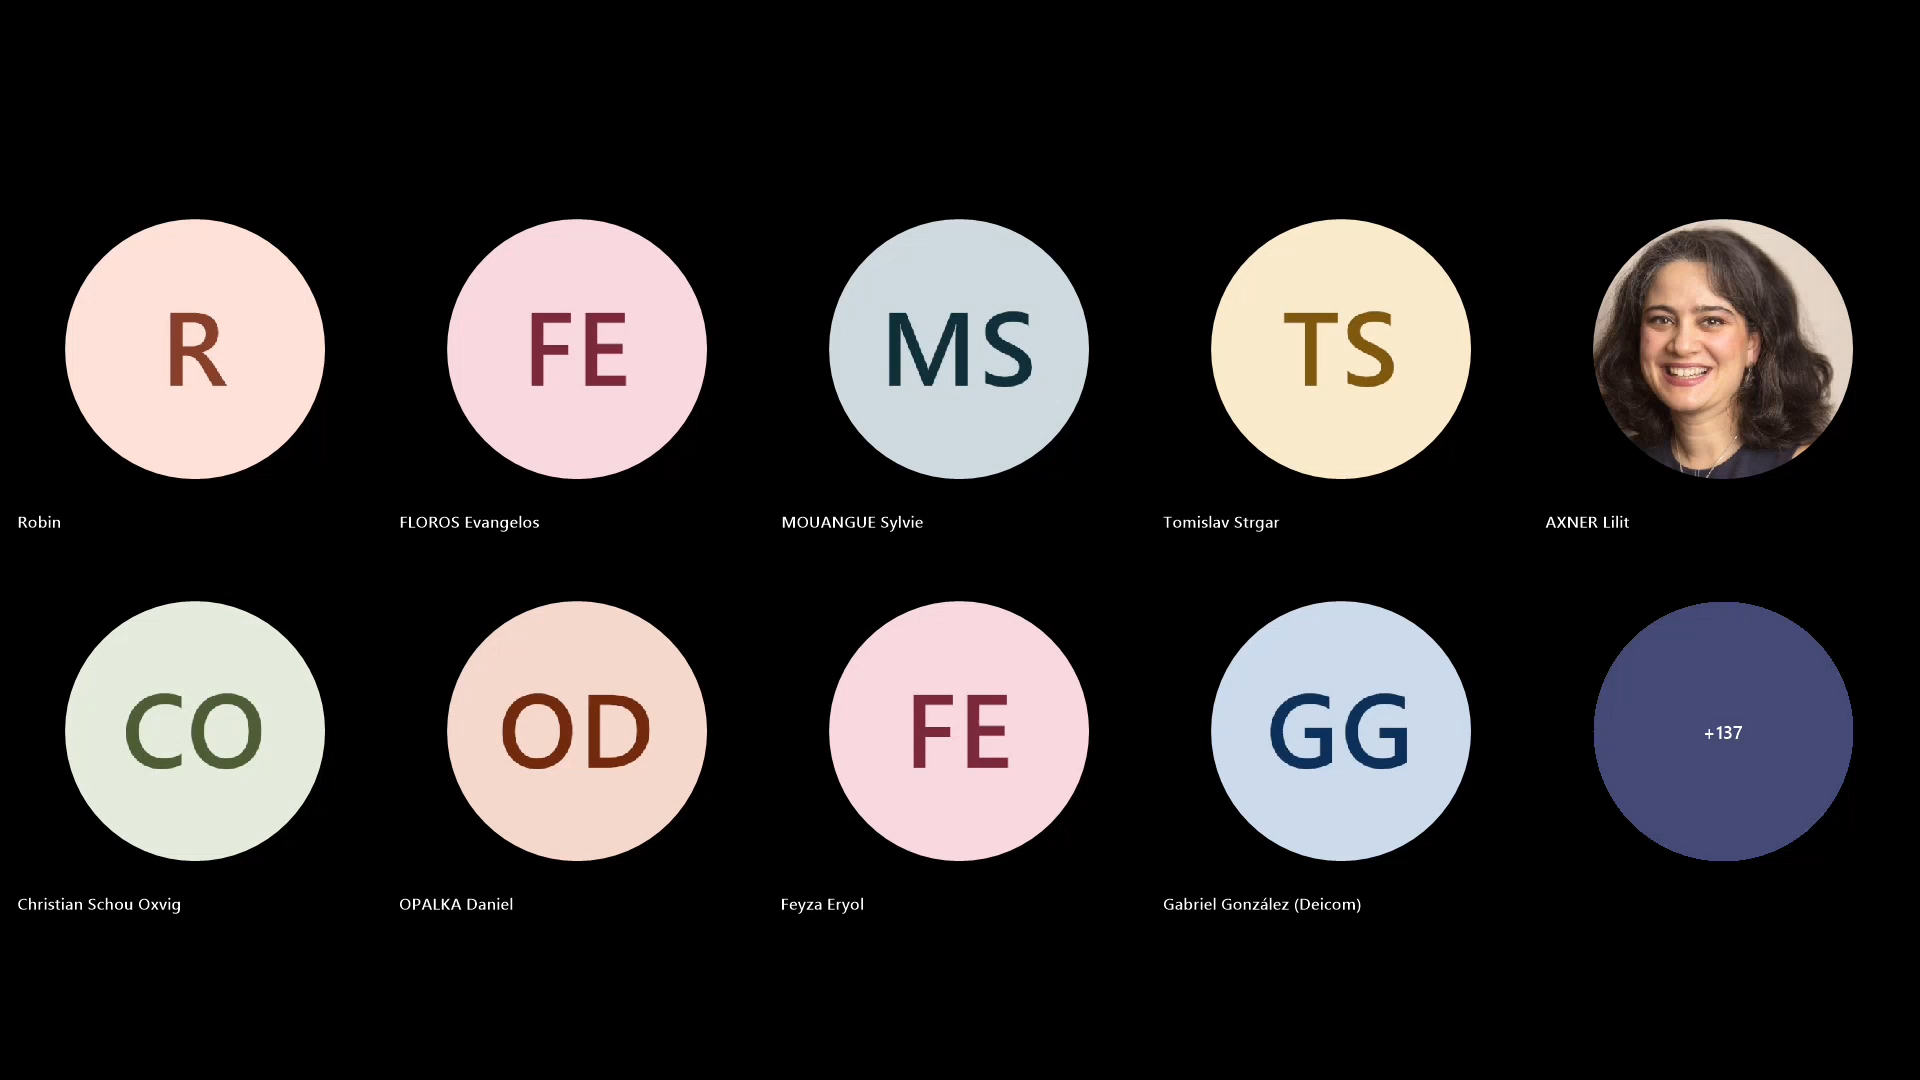 R
FE
MS
TS
Robin
FLOROS Evangelos
MOUANGUE Sylvie
Tomislav Strgar
AXNER Lilit
CO
OD
FE
GG
+137
Christian Schou Oxvig
OPALKA Daniel
Feyza Eryol
Gabriel González (Deicom)